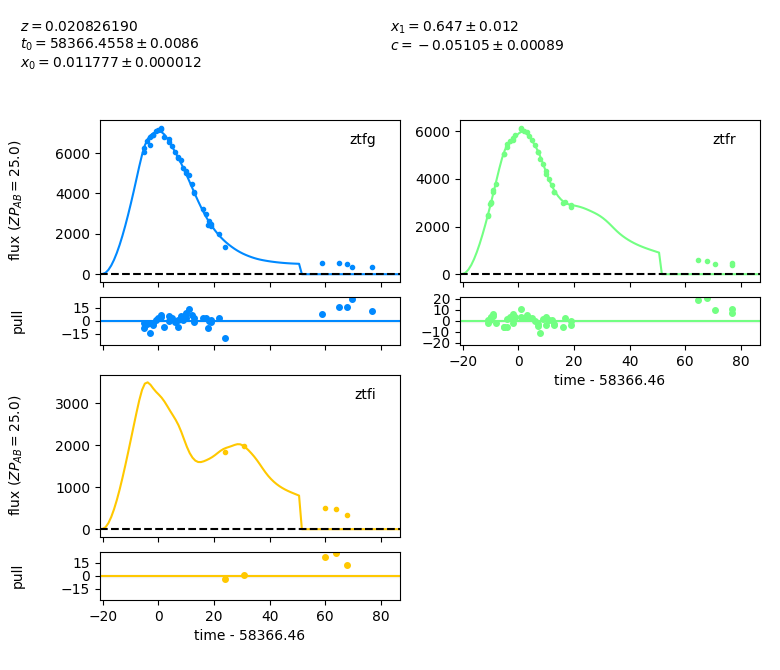 z = 0.020826190
t₀ = 58366.4558 ± 0.0086
x₀ = 0.011777 ± 0.000012
x₁ = 0.647 ± 0.012
c = −0.05105 ± 0.00089
flux (ZP_AB = 25.0)
ztfg
6000
4000
2000
0
pull
15
0
−15
ztfr
6000
4000
2000
0
20
10
0
−10
−20
−20 0 20 40 60 80
time - 58366.46
flux (ZP_AB = 25.0)
ztfi
3000
2000
1000
0
pull
15
0
−15
−20 0 20 40 60 80
time - 58366.46